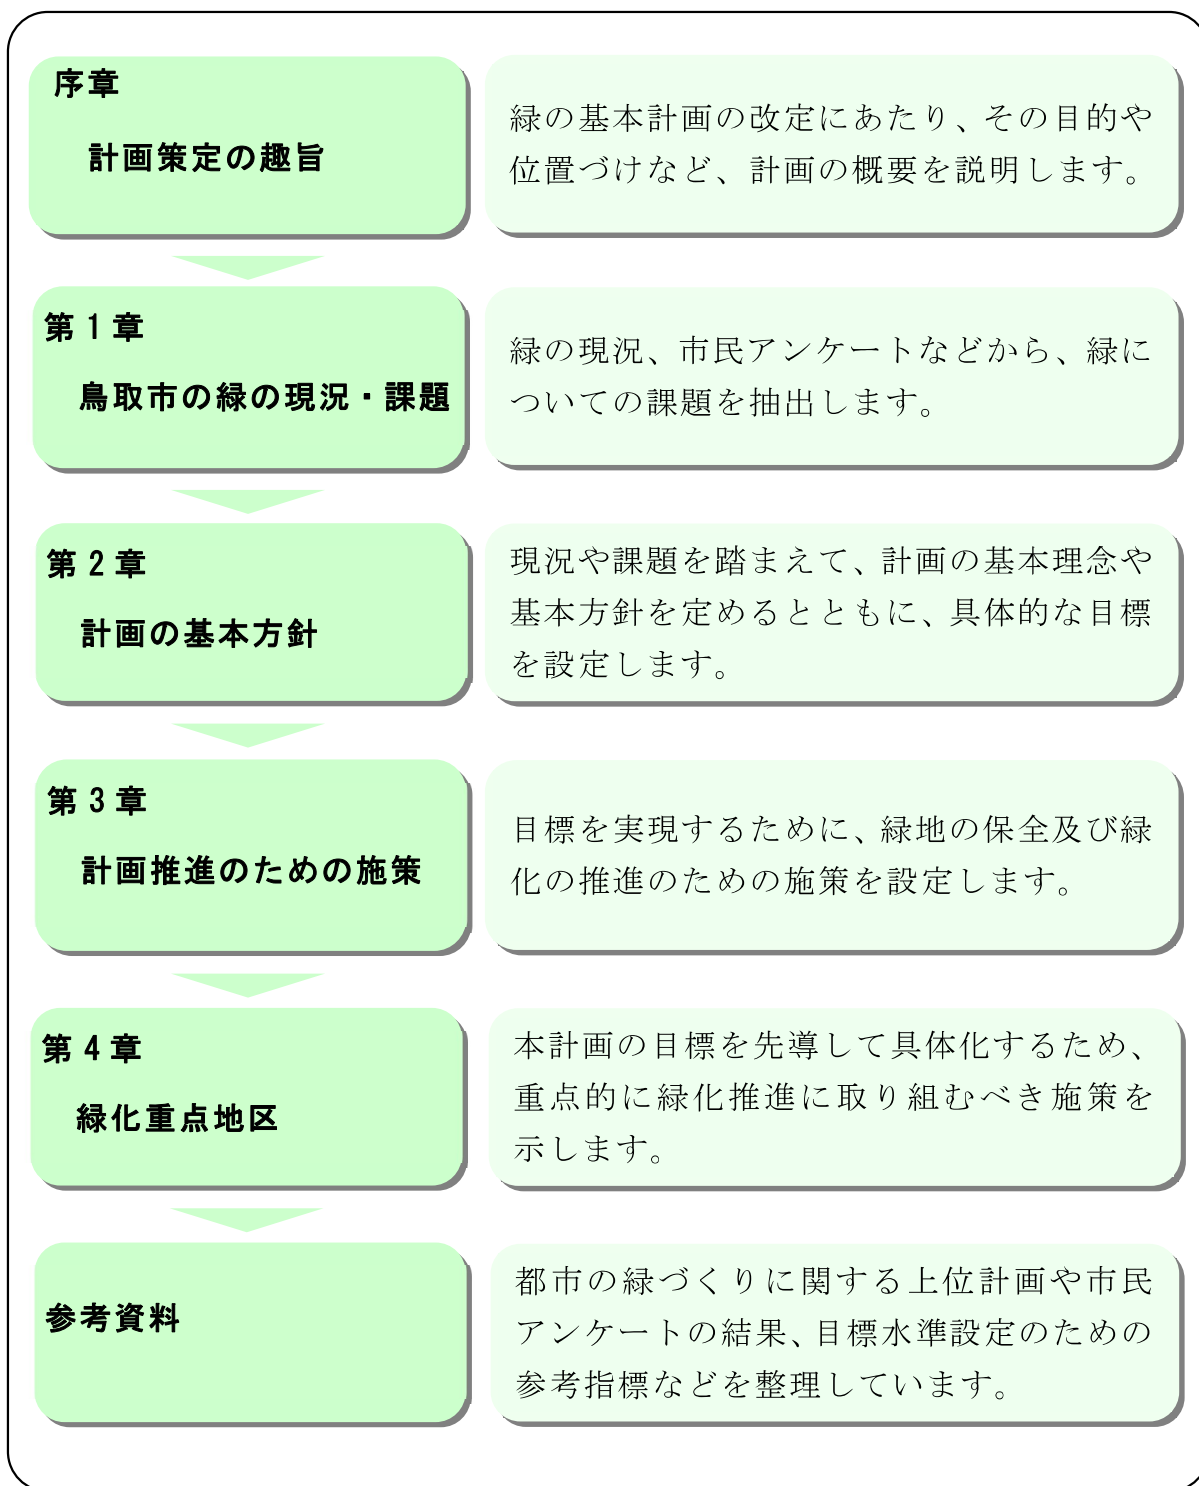 序章
計画策定の趣旨
緑の基本計画の改定にあたり、その目的や
位置づけなど、計画の概要を説明します。
第1章
鳥取市の緑の現況・課題
緑の現況、市民アンケートなどから、緑に
ついての課題を抽出します。
第2章
計画の基本方針
現況や課題を踏まえて、計画の基本理念や
基本方針を定めるとともに、具体的な目標
を設定します。
第3章
計画推進のための施策
目標を実現するために、緑地の保全及び緑
化の推進のための施策を設定します。
第4章
緑化重点地区
本計画の目標を先導して具体化するため、
重点的に緑化推進に取り組むべき施策を
示します。
参考資料
都市の緑づくりに関する上位計画や市民
アンケートの結果、目標水準設定のための
参考指標などを整理しています。